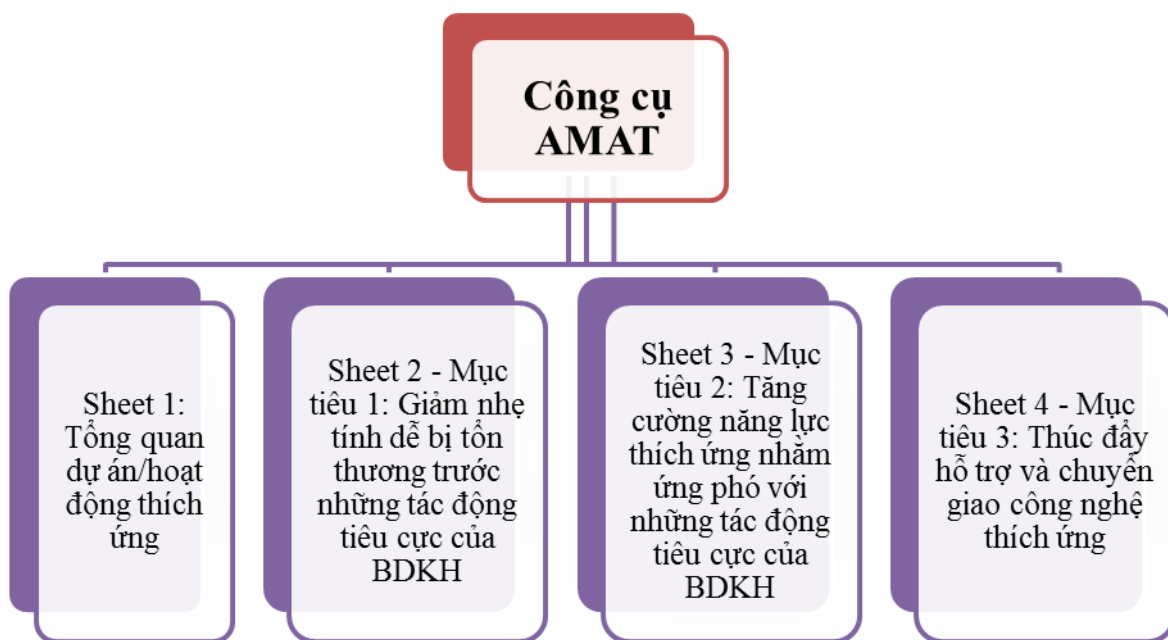 Công cụ
AMAT
Sheet 1:
Tổng quan
dự án/hoạt
động thích
ứng
Sheet 2 - Mục
tiêu 1: Giảm nhẹ
tính dễ bị tổn
thương trước
những tác động
tiêu cực của
BDKH
Sheet 3 - Mục
tiêu 2: Tăng
cường năng lực
thích ứng nhằm
ứng phó với
những tác động
tiêu cực của
BDKH
Sheet 4 - Mục
tiêu 3: Thúc đẩy
hỗ trợ và chuyển
giao công nghệ
thích ứng